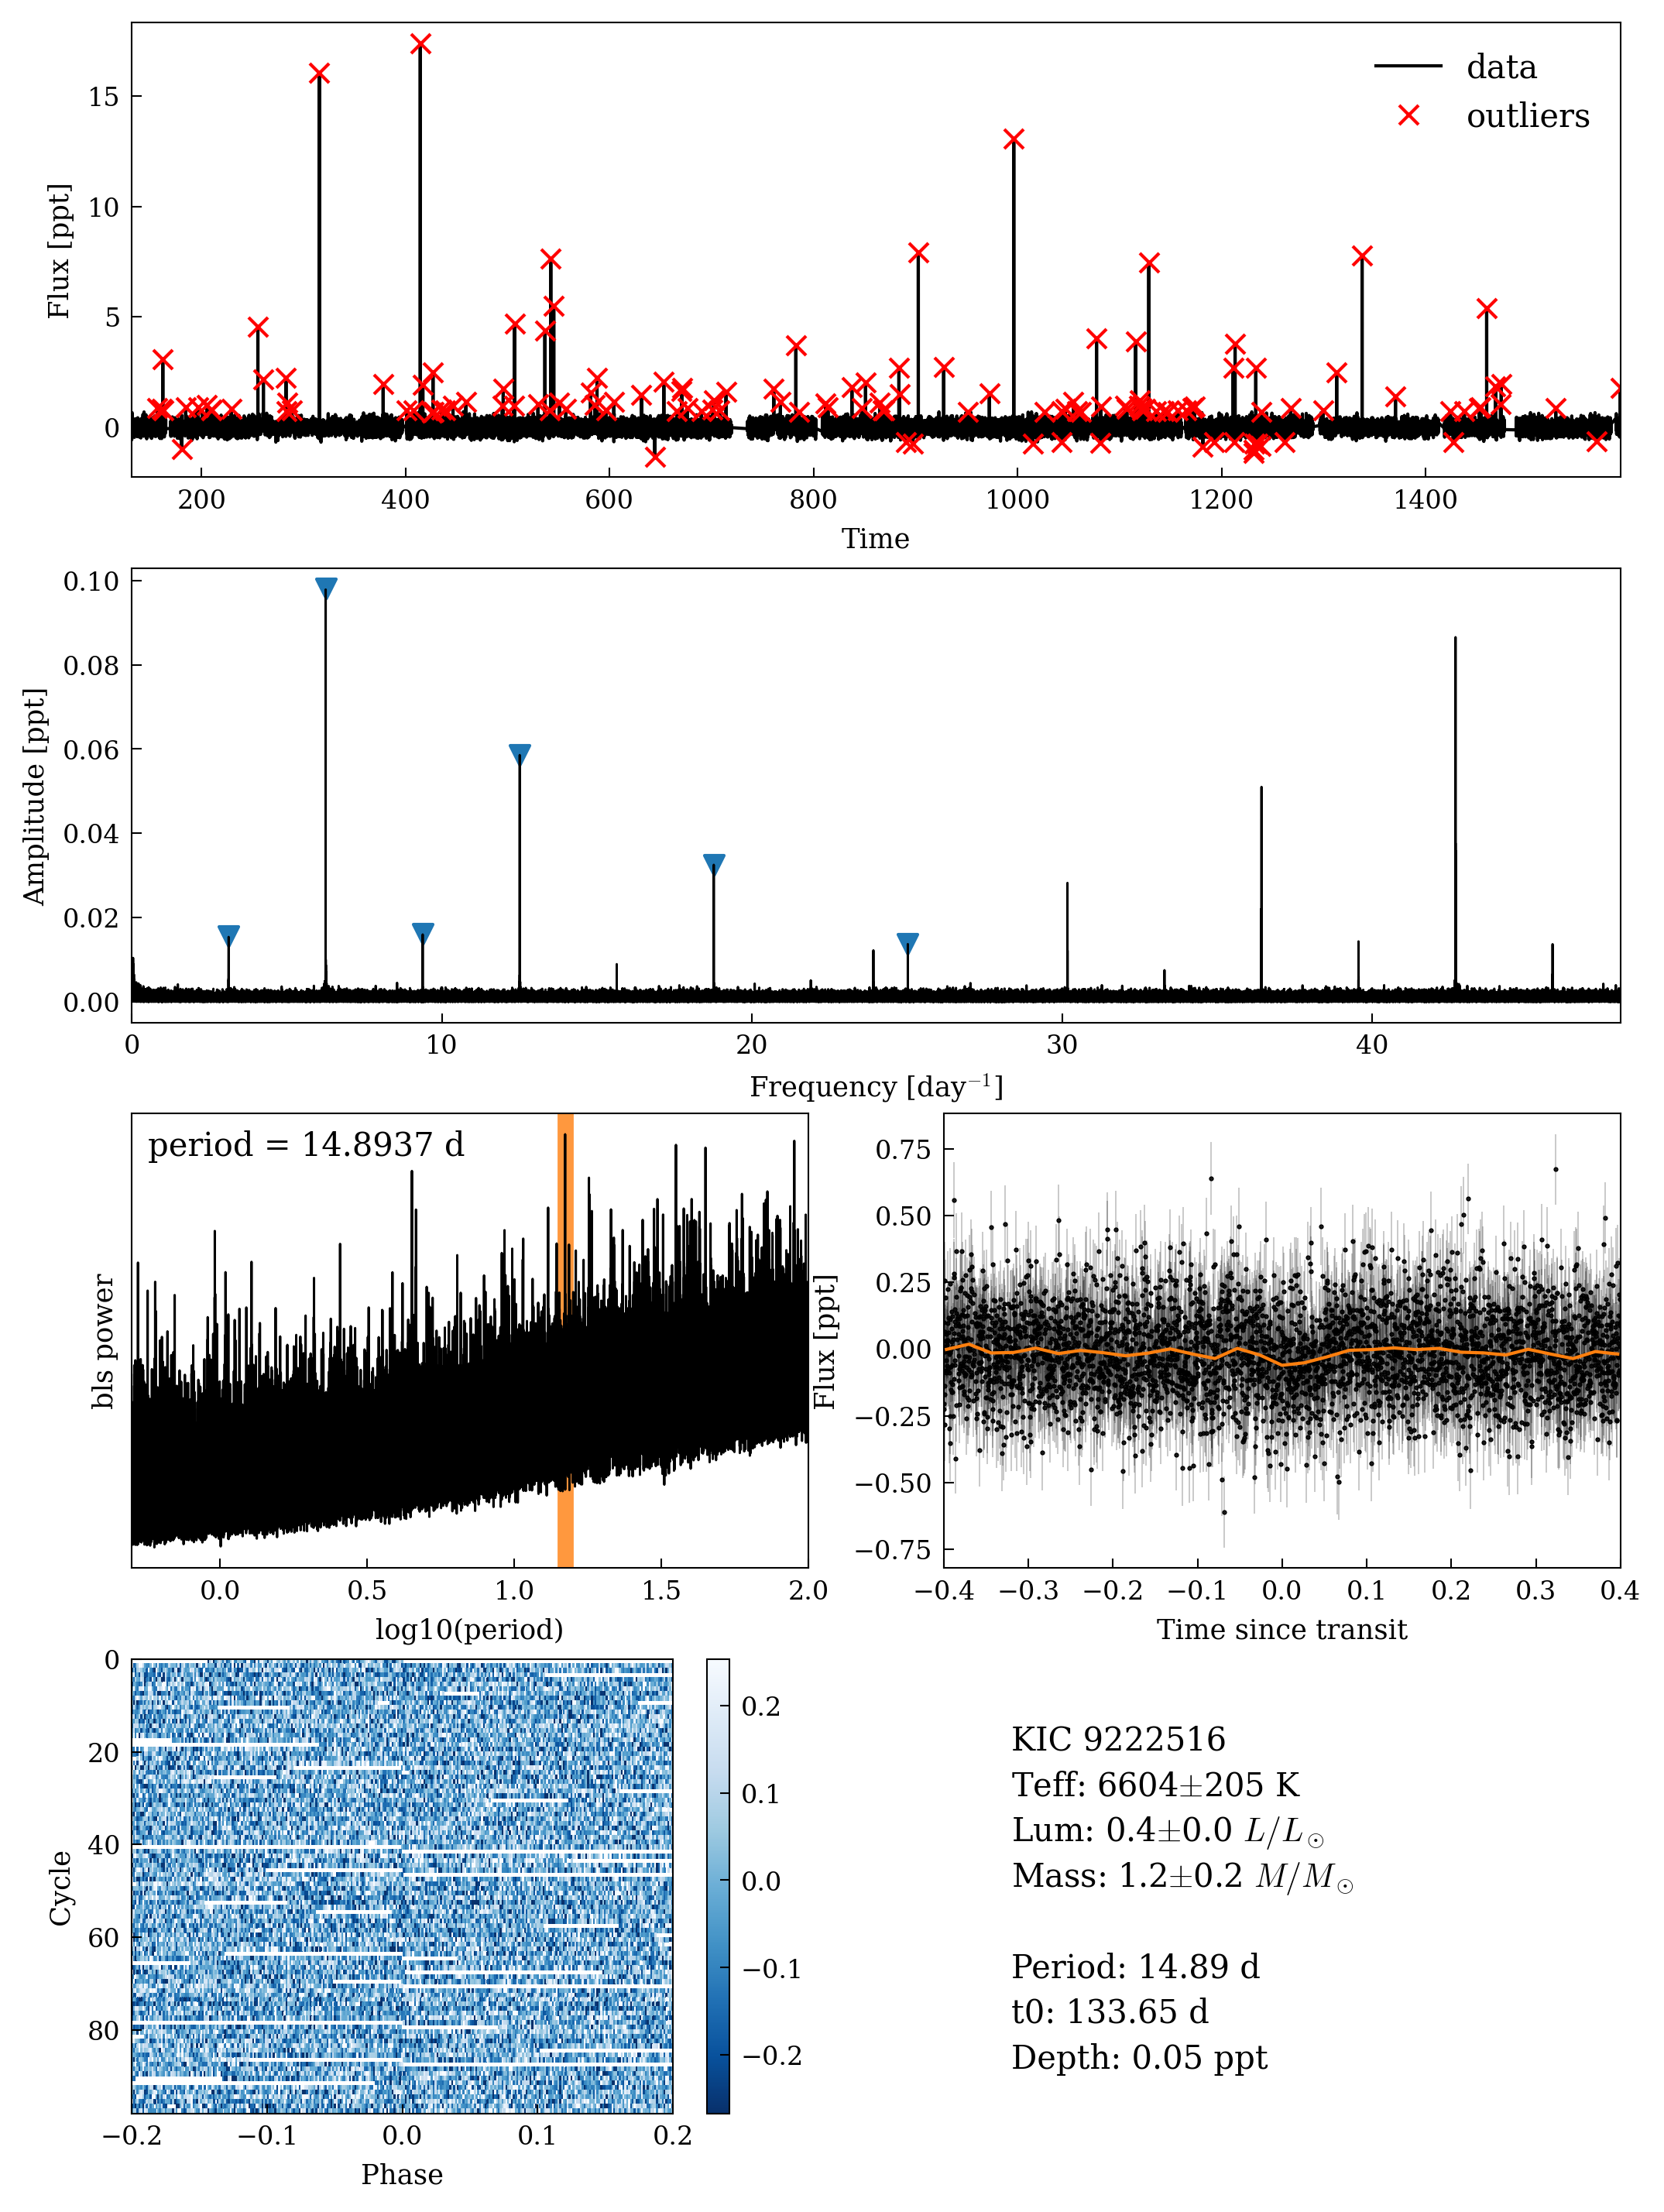 data
outliers
15
10
5
0
Flux [ppt]
200 400 600 800 1000 1200 1400
Time
0.10
0.08
0.06
0.04
0.02
0.00
Amplitude [ppt]
0 10 20 30 40
Frequency [day⁻¹]
period = 14.8937 d
bls power
0.0 0.5 1.0 1.5 2.0
log10(period)
0.75
0.50
0.25
0.00
−0.25
−0.50
−0.75
Flux [ppt]
−0.4 −0.3 −0.2 −0.1 0.0 0.1 0.2 0.3 0.4
Time since transit
0
20
40
60
80
Cycle
−0.2 −0.1 0.0 0.1 0.2
Phase
0.2
0.1
0.0
−0.1
−0.2
KIC 9222516
Teff: 6604±205 K
Lum: 0.4±0.0 L/L⊙
Mass: 1.2±0.2 M/M⊙
Period: 14.89 d
t0: 133.65 d
Depth: 0.05 ppt